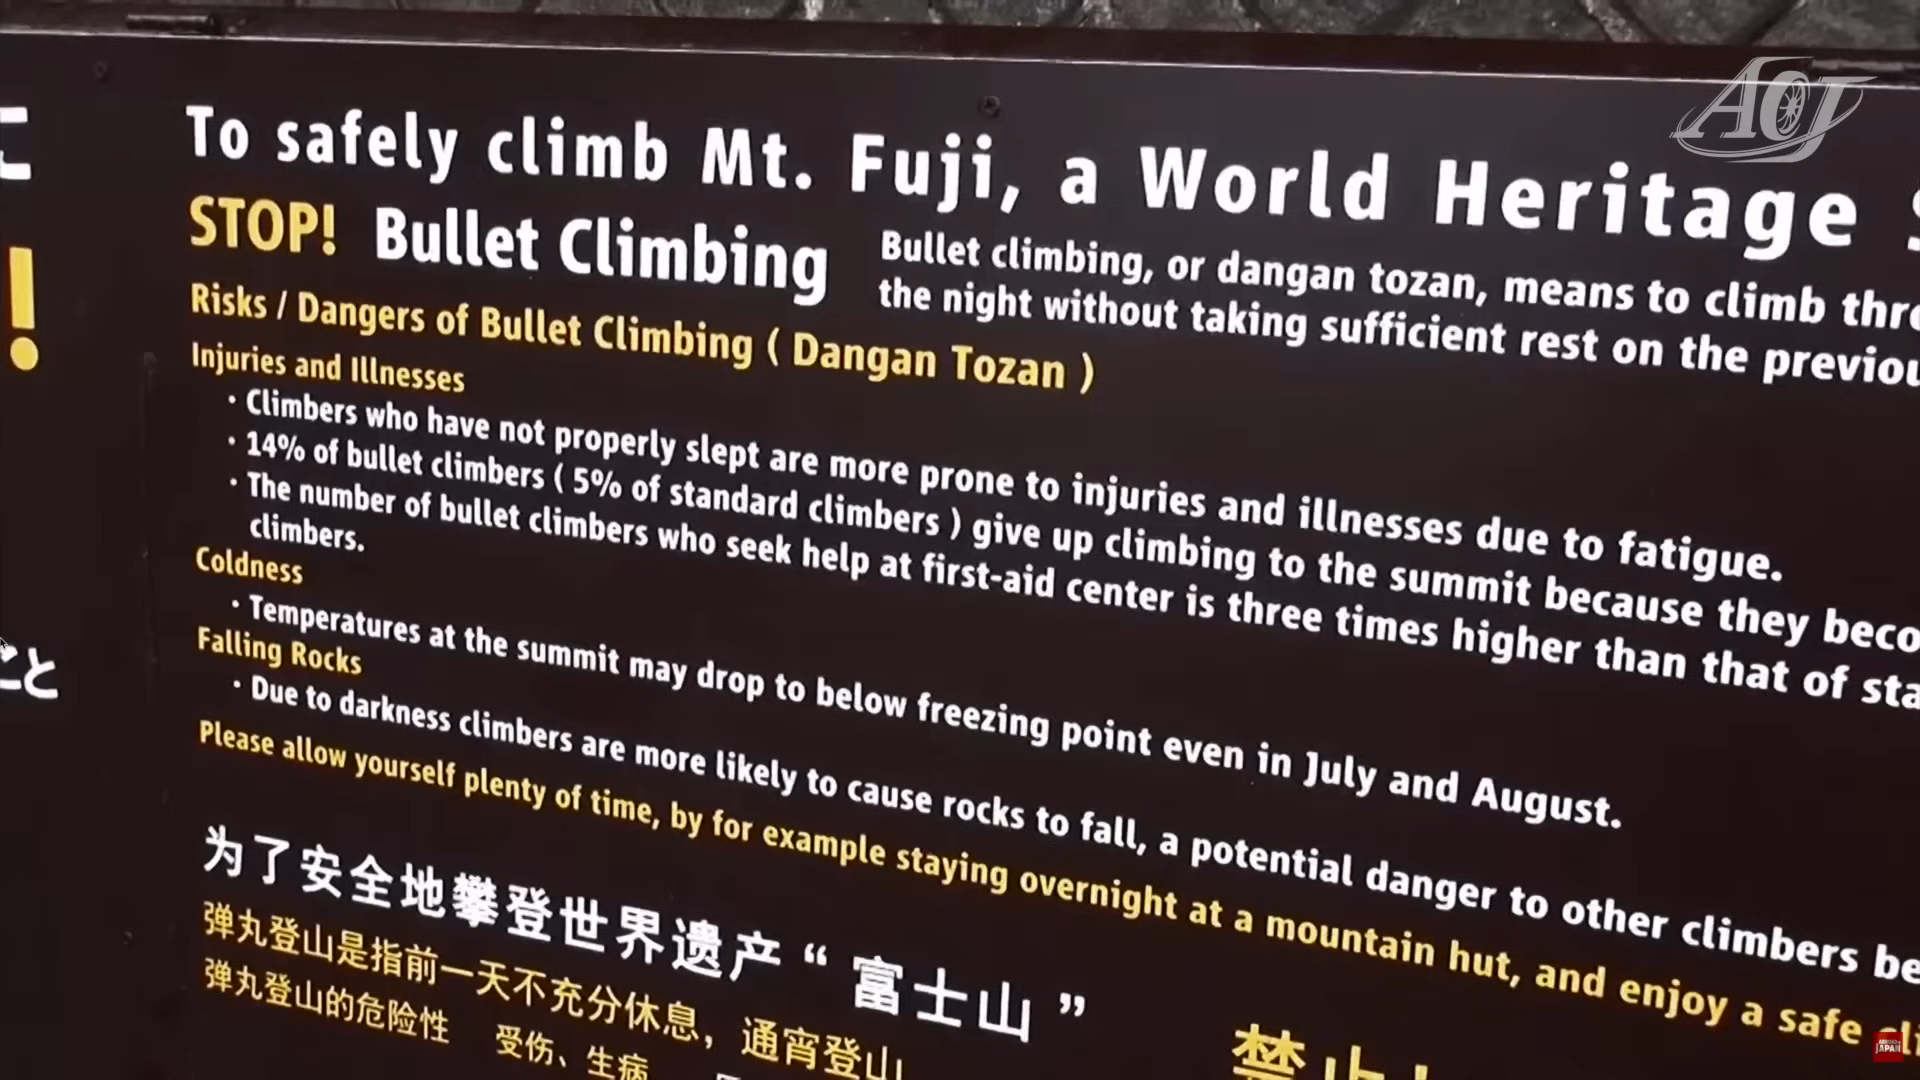 To safely climb Mt. Fuji, a World Heritage
STOP! Bullet Climbing
Bullet climbing, or dangan tozan, means to climb
the night without taking sufficient rest on the
Risks / Dangers of Bullet Climbing ( Dangan Tozan )
Injuries and Illnesses
・Climbers who have not properly slept are more prone to injuries and illnesses due to fatigue.
・14% of bullet climbers ( 5% of standard climbers ) give up climbing to the summit because they
・The number of bullet climbers who seek help at first-aid center is three times higher than that of
climbers.
Coldness
・Temperatures at the summit may drop to below freezing point even in July and August.
Falling Rocks
・Due to darkness climbers are more likely to cause rocks to fall, a potential danger to other climbers
Please allow yourself plenty of time, by for example staying overnight at a mountain hut, and enjoy a safe
为了安全地攀登世界遗产“富士山”
弹丸登山是指前一天不充分休息，通宵登山
弹丸登山的危险性 受伤、生病
禁止!
こと
!
AOJ
JAPAN